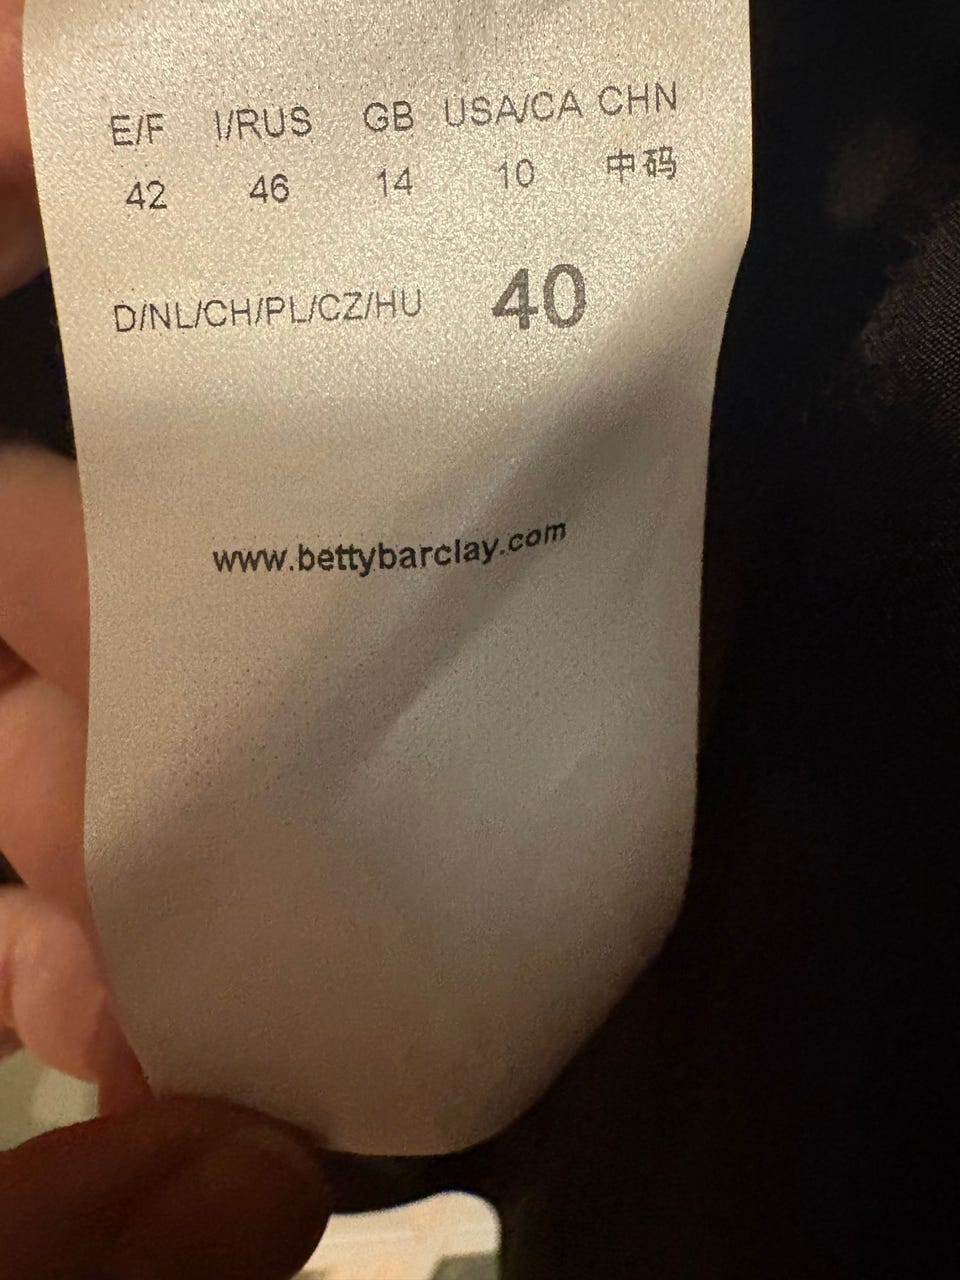 E/F I/RUS GB USA/CA CHN
42 46 14 10 中码
D/NL/CH/PL/CZ/HU 40
www.bettybarclay.com